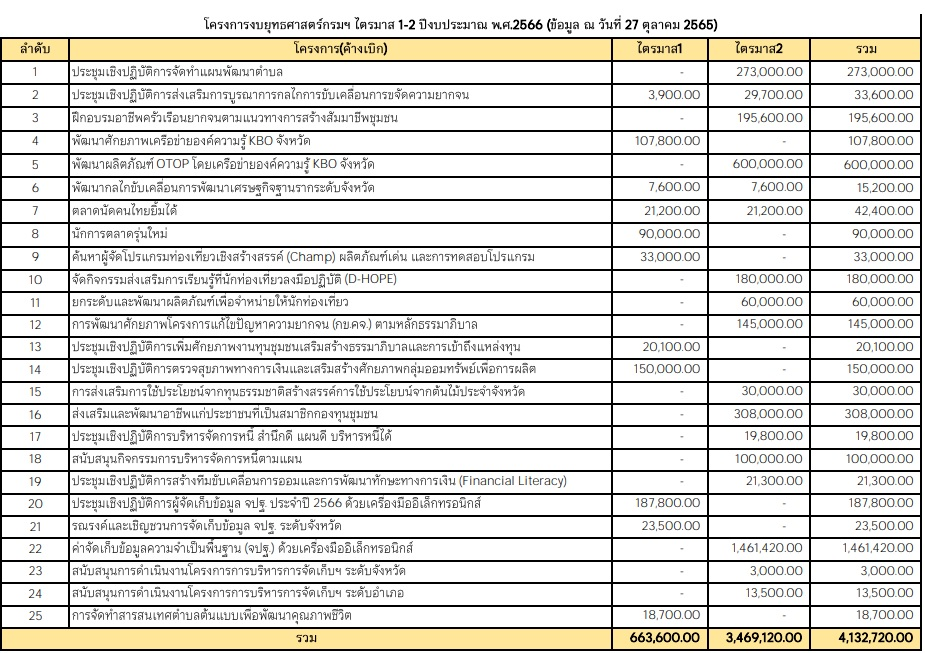 โครงการงบยุทธศาสตร์กรมฯ ไตรมาส 1-2 ปีงบประมาณ พ.ศ.2566 (ข้อมูล ณ วันที่ 27 ตุลาคม 2565)
ลำดับ โครงการ(ค้างเบิก) ไตรมาส1 ไตรมาส2 รวม
1 ประชุมเชิงปฏิบัติการการจัดทำแผนพัฒนาตำบล - 273,000.00 273,000.00
2 ประชุมเชิงปฏิบัติการการส่งเสริมการบูรณาการกลไกการขับเคลื่อนการขจัดความยากจน 3,900.00 29,700.00 33,600.00
3 ฝึกอบรมอาชีพครัวเรือนยากจนตามแนวทางการสร้างสัมมาชีพชุมชน - 195,600.00 195,600.00
4 พัฒนาศักยภาพเครือข่ายองค์ความรู้ KBO จังหวัด 107,800.00 - 107,800.00
5 พัฒนาผลิตภัณฑ์ OTOP โดยเครือข่ายองค์ความรู้ KBO จังหวัด - 600,000.00 600,000.00
6 พัฒนากลไกขับเคลื่อนการพัฒนาเศรษฐกิจฐานรากระดับจังหวัด 7,600.00 7,600.00 15,200.00
7 ตลาดนัดคนไทยยิ้มได้ 21,200.00 21,200.00 42,400.00
8 นักการตลาดรุ่นใหม่ 90,000.00 - 90,000.00
9 ค้นหาผู้จัดโปรแกรมท่องเที่ยวเชิงสร้างสรรค์ (Champ) ผลิตภัณฑ์เด่น และการทดสอบโปรแกรม 33,000.00 - 33,000.00
10 จัดกิจกรรมส่งเสริมการเรียนรู้ที่นักท่องเที่ยวลงมือปฏิบัติ (D-HOPE) - 180,000.00 180,000.00
11 ยกระดับและพัฒนาผลิตภัณฑ์เพื่อจำหน่ายให้นักท่องเที่ยว - 60,000.00 60,000.00
12 การพัฒนาศักยภาพโครงการแก้ไขปัญหาความยากจน (กข.คจ.) ตามหลักธรรมาภิบาล - 145,000.00 145,000.00
13 ประชุมเชิงปฏิบัติการเพิ่มศักยภาพงานทุนชุมชนเสริมสร้างธรรมาภิบาลและการเข้าถึงแหล่งทุน 20,100.00 - 20,100.00
14 ประชุมเชิงปฏิบัติการตรวจสุขภาพทางการเงินและเสริมสร้างศักยภาพกลุ่มออมทรัพย์เพื่อการผลิต 150,000.00 - 150,000.00
15 การส่งเสริมการใช้ประโยชน์จากทุนธรรมชาติสร้างสรรค์การใช้ประโยบน์จากต้นไม้ประจำจังหวัด - 30,000.00 30,000.00
16 ส่งเสริมและพัฒนาอาชีพแก่ประชาชนที่เป็นสมาชิกกองทุนชุมชน - 308,000.00 308,000.00
17 ประชุมเชิงปฏิบัติการการบริหารจัดการหนี้ สำนึกดี แผนดี บริหารหนี้ได้ - 19,800.00 19,800.00
18 สนับสนุนกิจกรรมการบริหารจัดการหนี้ตามแผน - 100,000.00 100,000.00
19 ประชุมเชิงปฏิบัติการสร้างทีมขับเคลื่อนการออมและการพัฒนาทักษะทางการเงิน (Financial Literacy) - 21,300.00 21,300.00
20 ประชุมเชิงปฏิบัติการผู้จัดเก็บข้อมูล จปฐ. ประจำปี 2566 ด้วยเครื่องมืออิเล็กทรอนิกส์ 187,800.00 - 187,800.00
21 รณรงค์และเชิญชวนการจัดเก็บข้อมูล จปฐ. ระดับจังหวัด 23,500.00 - 23,500.00
22 ค่าจัดเก็บข้อมูลความจำเป็นพื้นฐาน (จปฐ.) ด้วยเครื่องมืออิเล็กทรอนิกส์ - 1,461,420.00 1,461,420.00
23 สนับสนุนการดำเนินงานโครงการการบริหารการจัดเก็บฯ ระดับจังหวัด - 3,000.00 3,000.00
24 สนับสนุนการดำเนินงานโครงการการบริหารการจัดเก็บฯ ระดับอำเภอ - 13,500.00 13,500.00
25 การจัดทำสารสนเทศตำบลต้นแบบเพื่อพัฒนาคุณภาพชีวิต 18,700.00 - 18,700.00
รวม 663,600.00 3,469,120.00 4,132,720.00